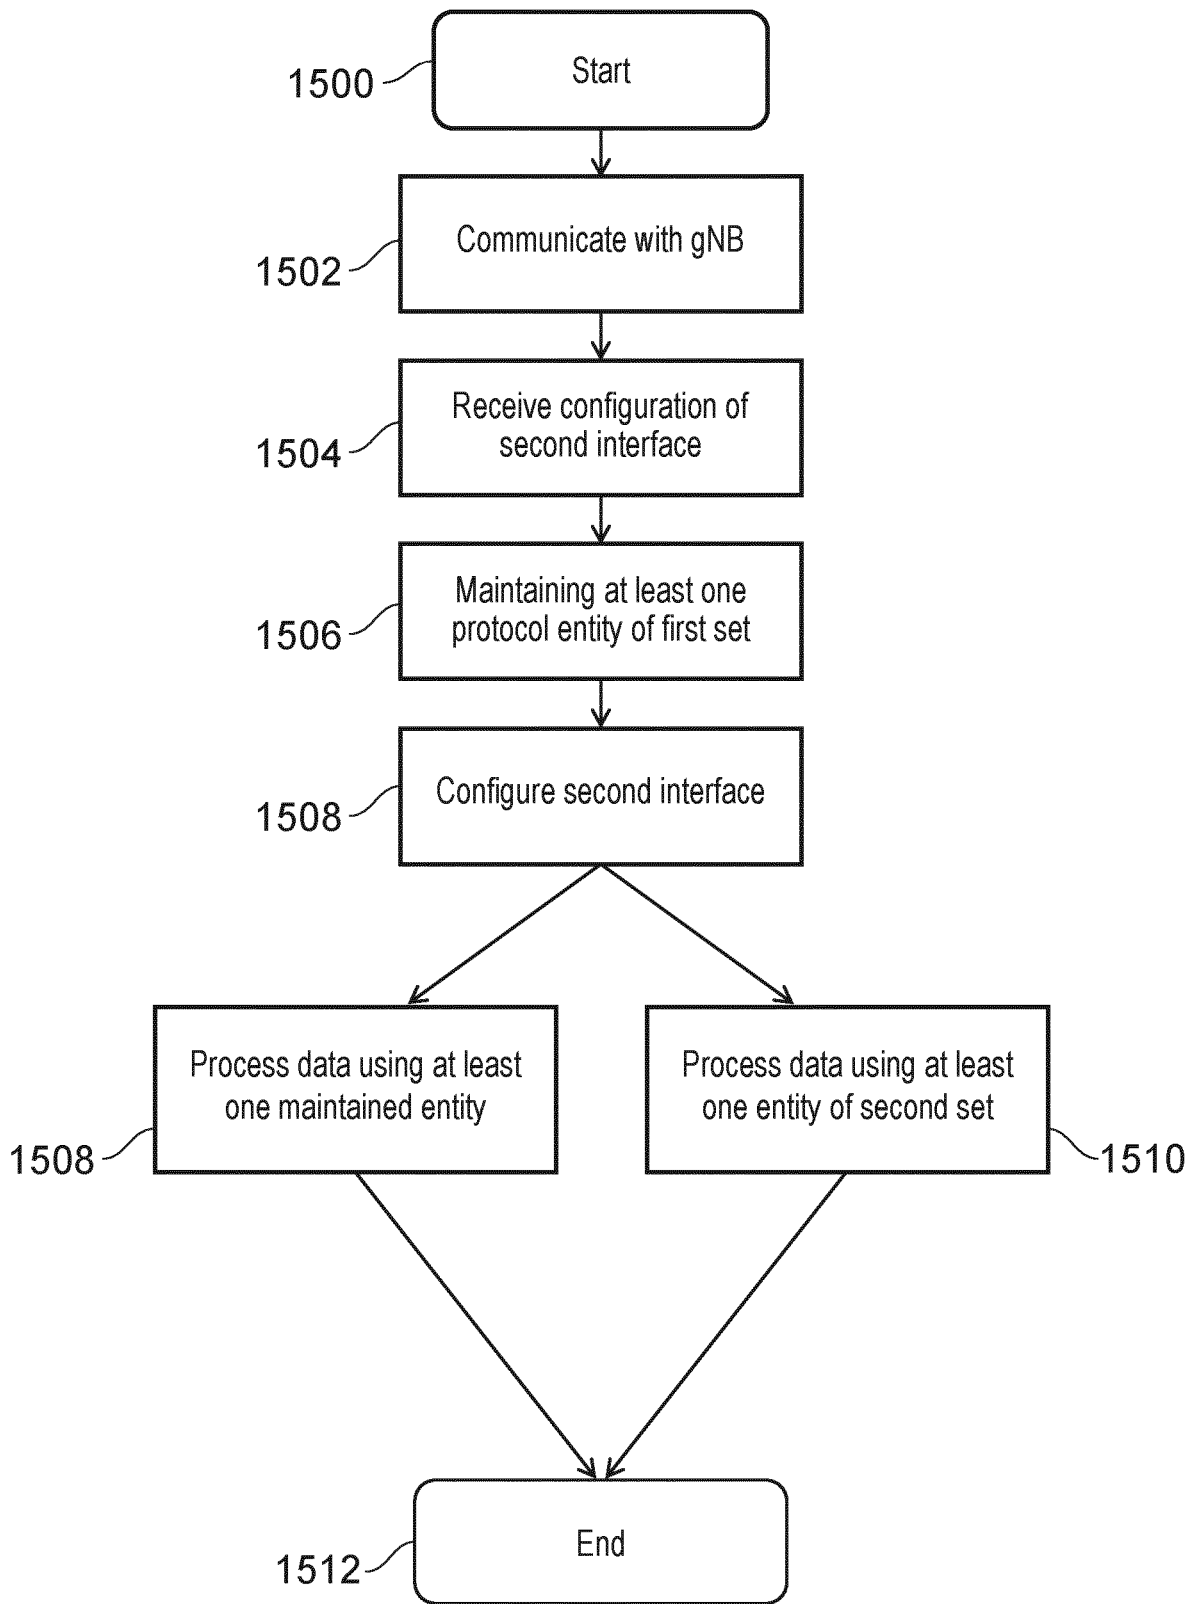 Start
1500
Communicate with gNB
1502
Receive configuration of
second interface
1504
Maintaining at least one
protocol entity of first set
1506
Configure second interface
1508
Process data using at least
one maintained entity
1508
Process data using at least
one entity of second set
1510
End
1512